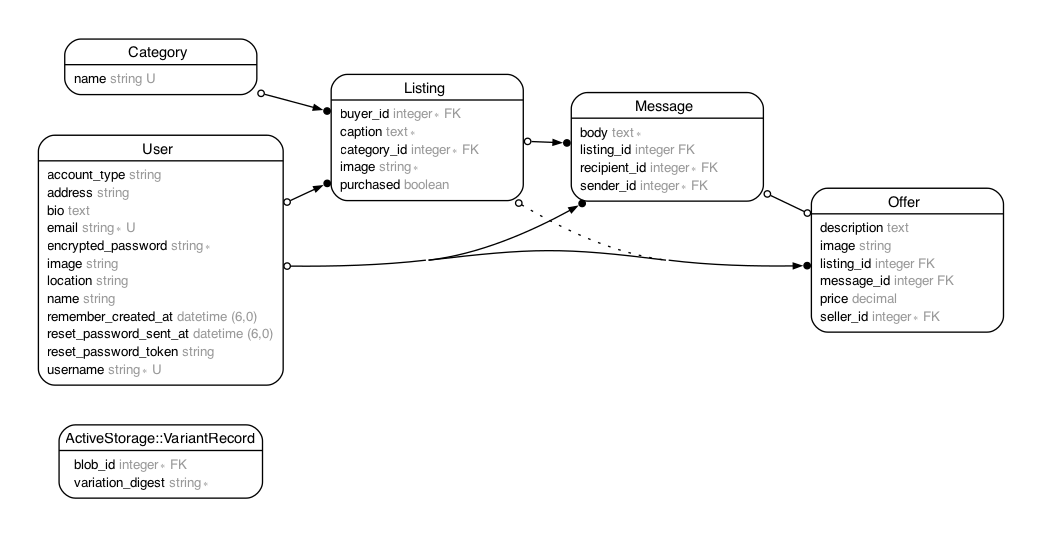 Category
name string U
User
account_type string
address string
bio text
email string* U
encrypted_password string*
image string
location string
name string
remember_created_at datetime (6,0)
reset_password_sent_at datetime (6,0)
reset_password_token string
username string* U
ActiveStorage::VariantRecord
blob_id integer* FK
variation_digest string*
Listing
buyer_id integer* FK
caption text*
category_id integer* FK
image string*
purchased boolean
Message
body text*
listing_id integer FK
recipient_id integer* FK
sender_id integer* FK
Offer
description text
image string
listing_id integer FK
message_id integer FK
price decimal
seller_id integer* FK